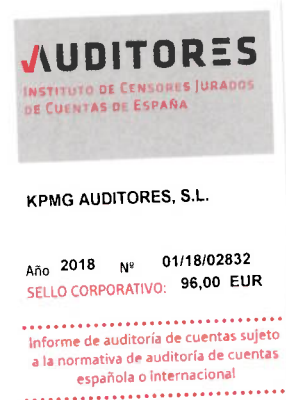 AUDITORES
INSTITUTO DE CENSORES JURADOS
DE CUENTAS DE ESPAÑA
KPMG AUDITORES, S.L.
Año 2018 Nº 01/18/02832
SELLO CORPORATIVO: 96,00 EUR
Informe de auditoría de cuentas sujeto
a la normativa de auditoría de cuentas
española o internacional